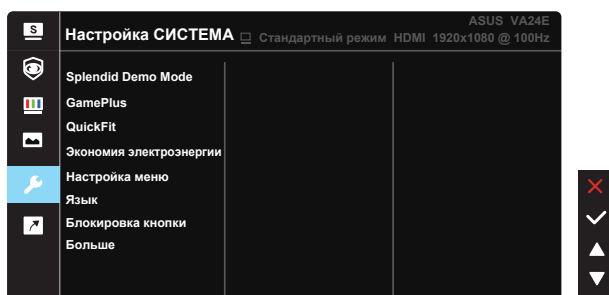 S
ASUS VA24E
Настройка СИСТЕМА Стандартный режим HDMI 1920x1080 @ 100Hz
Splendid Demo Mode
GamePlus
QuickFit
Экономия электроэнергии
Настройка меню
Язык
Блокировка кнопки
Больше